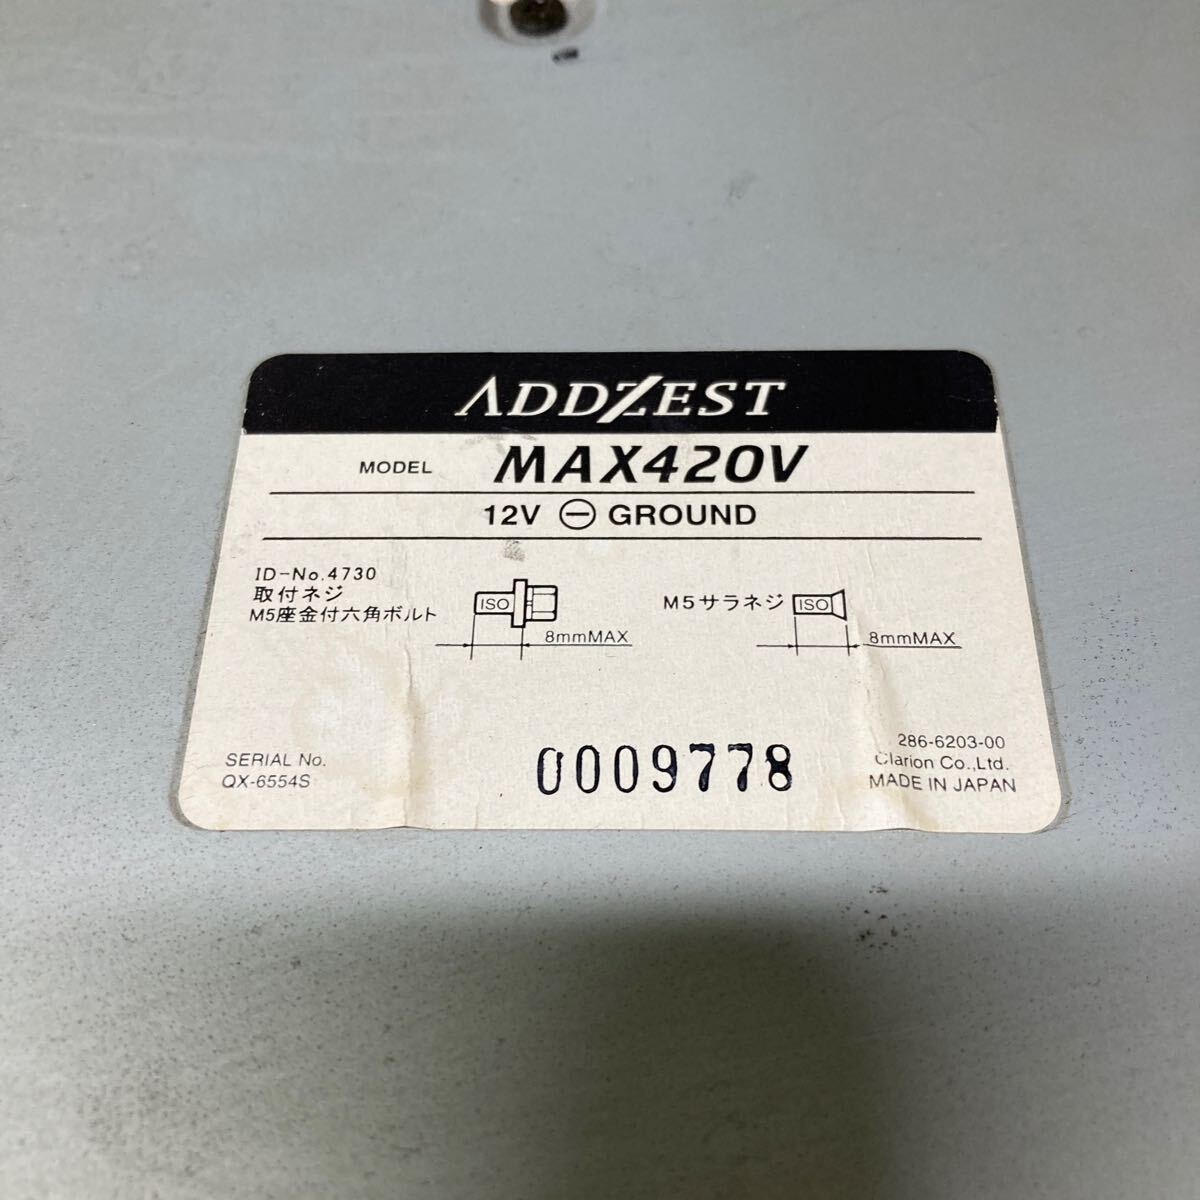 ADDZEST
MODEL MAX420V
12V ⊖ GROUND
ID-No.4730
取付ネジ
M5座金付六角ボルト
ISO
8mmMAX
M5サラネジ
ISO
8mmMAX
SERIAL No.
QX-6554S
0009778
286-6203-00
Clarion Co.,Ltd.
MADE IN JAPAN